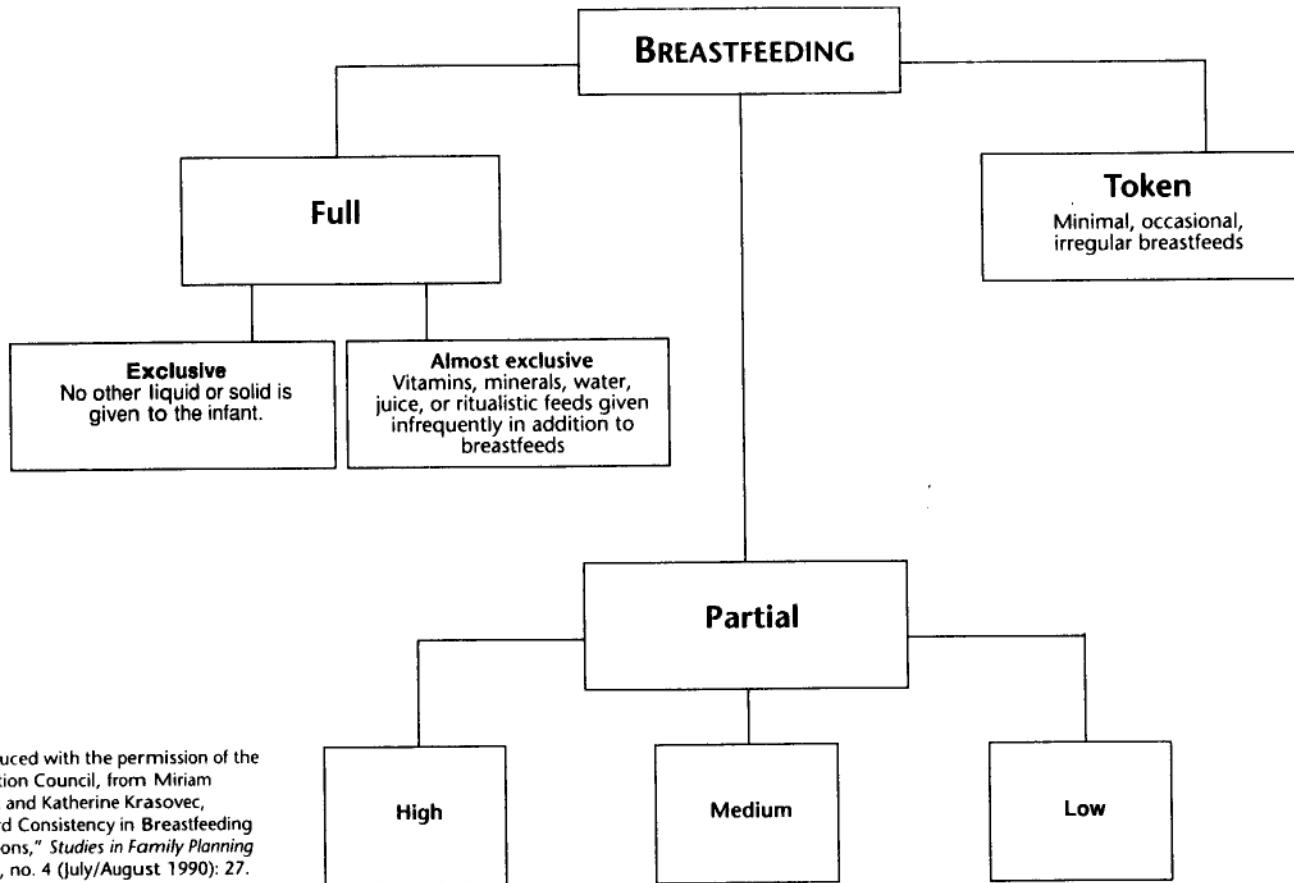 BREASTFEEDING
Full
Token
Minimal, occasional,
irregular breastfeeds
Exclusive
No other liquid or solid is
given to the infant.
Almost exclusive
Vitamins, minerals, water,
juice, or ritualistic feeds given
infrequently in addition to
breastfeeds
Partial
High
Medium
Low
uced with the permission of the
tion Council, from Miriam
and Katherine Krasovec,
rd Consistency in Breastfeeding
ons," Studies in Family Planning
, no. 4 (July/August 1990): 27.